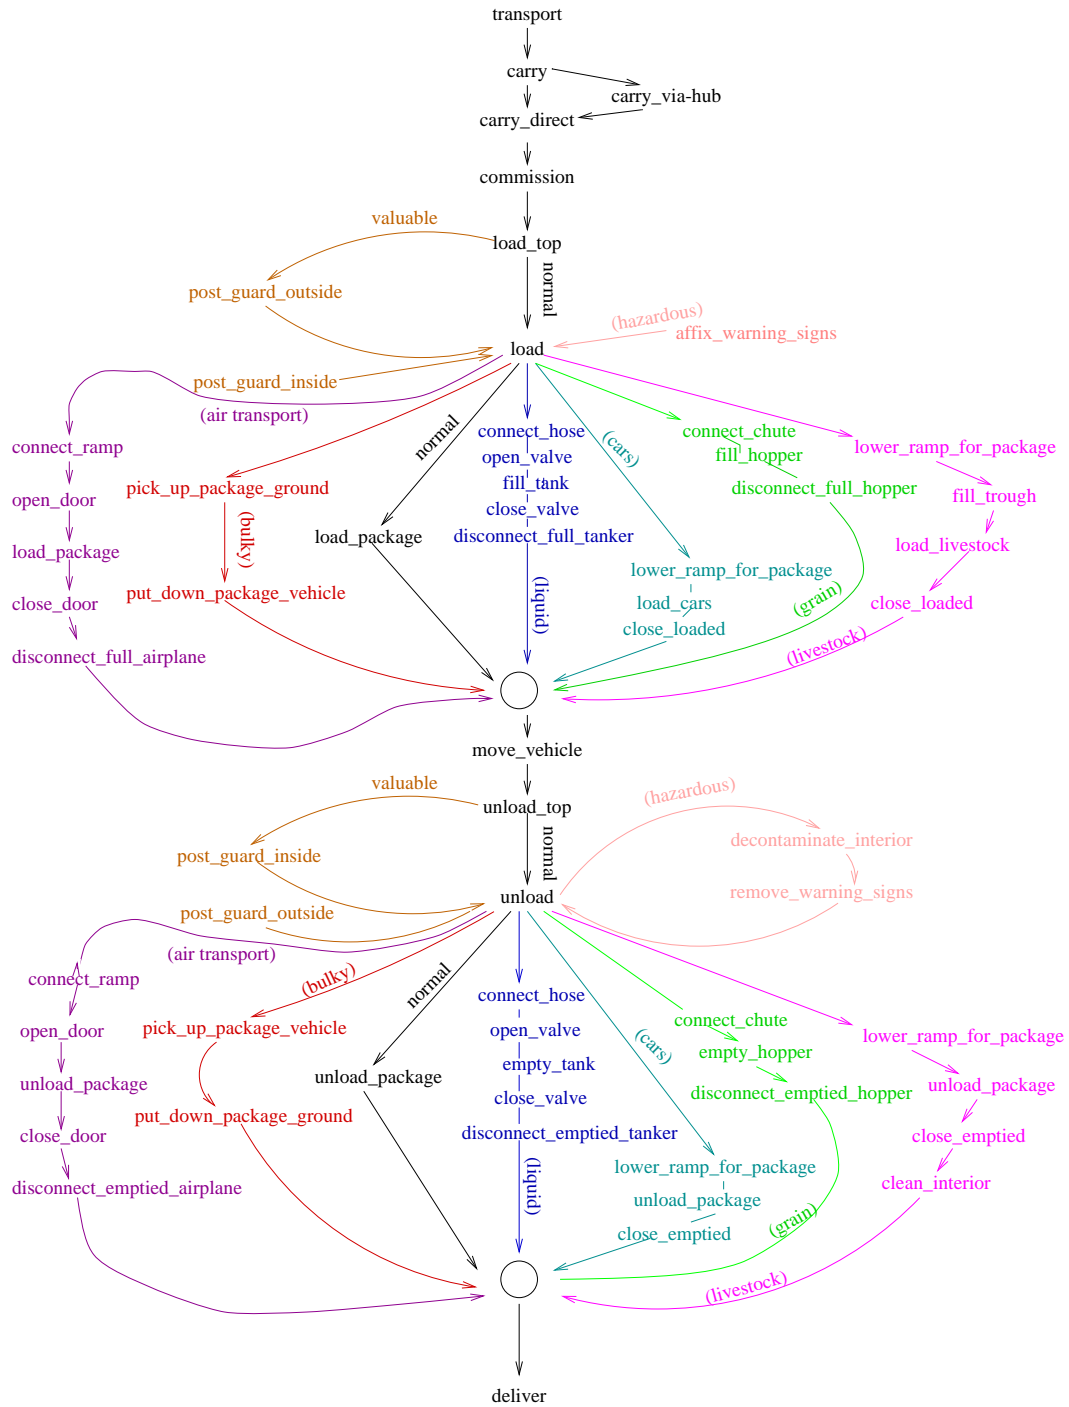 transport
carry
carry_via-hub
carry_direct
commission
valuable
load_top
normal
post_guard_outside
(hazardous)
affix_warning_signs
load
post_guard_inside
(air transport)
connect_ramp
open_door
load_package
close_door
disconnect_full_airplane
pick_up_package_ground
(bulky)
put_down_package_vehicle
normal
load_package
connect_hose
open_valve
fill_tank
close_valve
disconnect_full_tanker
(liquid)
(cars)
lower_ramp_for_package
load_cars
close_loaded
connect_chute
fill_hopper
disconnect_full_hopper
(grain)
lower_ramp_for_package
fill_trough
load_livestock
close_loaded
(livestock)
move_vehicle
valuable
unload_top
normal
(hazardous)
decontaminate_interior
remove_warning_signs
post_guard_inside
unload
post_guard_outside
(air transport)
connect_ramp
open_door
unload_package
close_door
disconnect_emptied_airplane
(bulky)
pick_up_package_vehicle
put_down_package_ground
normal
unload_package
connect_hose
open_valve
empty_tank
close_valve
disconnect_emptied_tanker
(liquid)
(cars)
lower_ramp_for_package
unload_package
close_emptied
connect_chute
empty_hopper
disconnect_emptied_hopper
(grain)
lower_ramp_for_package
unload_package
close_emptied
clean_interior
(livestock)
deliver